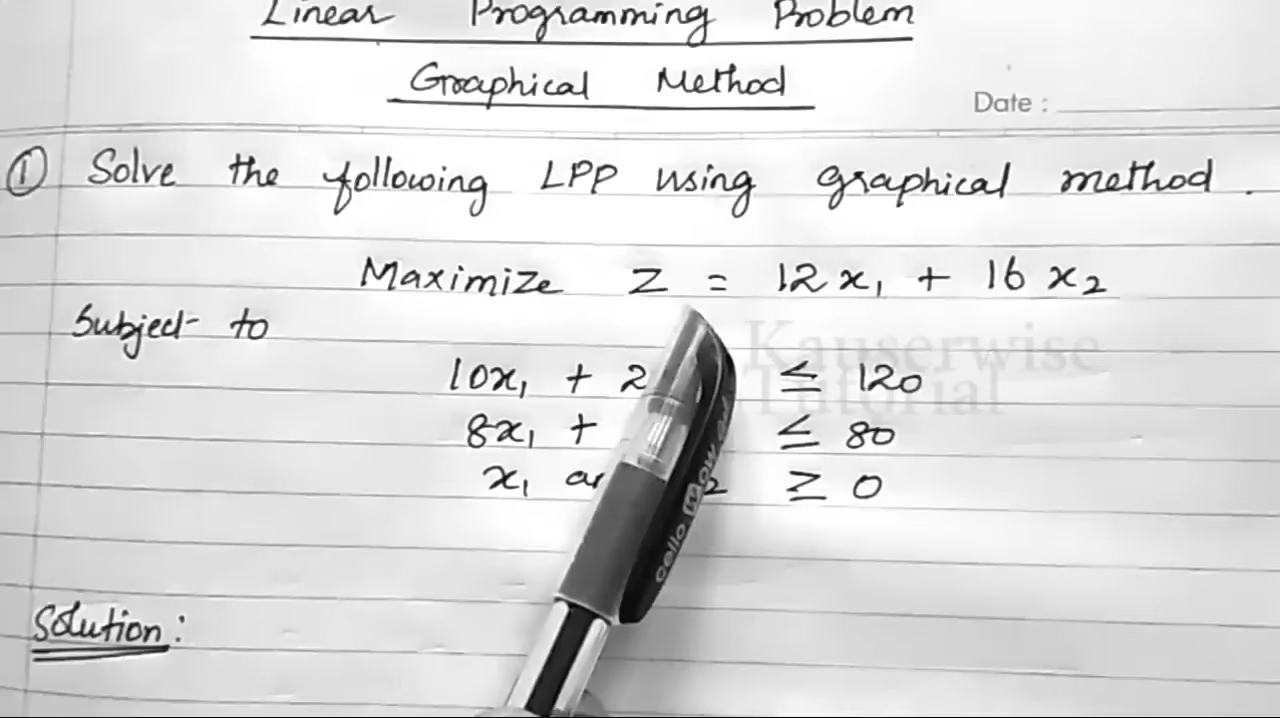 Linear Programming Problem
Graphical Method
Date :
① Solve the following LPP using graphical method.
Maximize Z = 12x₁ + 16x₂
Subject to
Kauserwise
Tutorial
10x₁ + 2 ≤ 120
8x₁ + ≤ 80
x₁ 2 ≥ 0
cello
Solution: